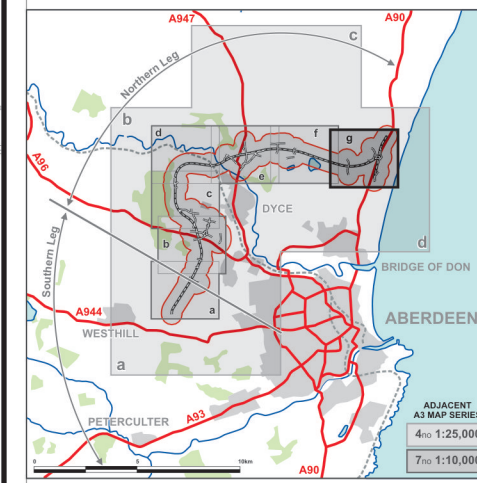 A947
A90
c
Northern Leg
b
d
f
g
A96
e
c
DYCE
Southern Leg
b
d
BRIDGE OF DON
a
A944
ABERDEEN
WESTHILL
a
ADJACENT
A3 MAP SERIES
A93
PETERCULTER
4no 1:25,000
0 5 10km
7no 1:10,000
A90